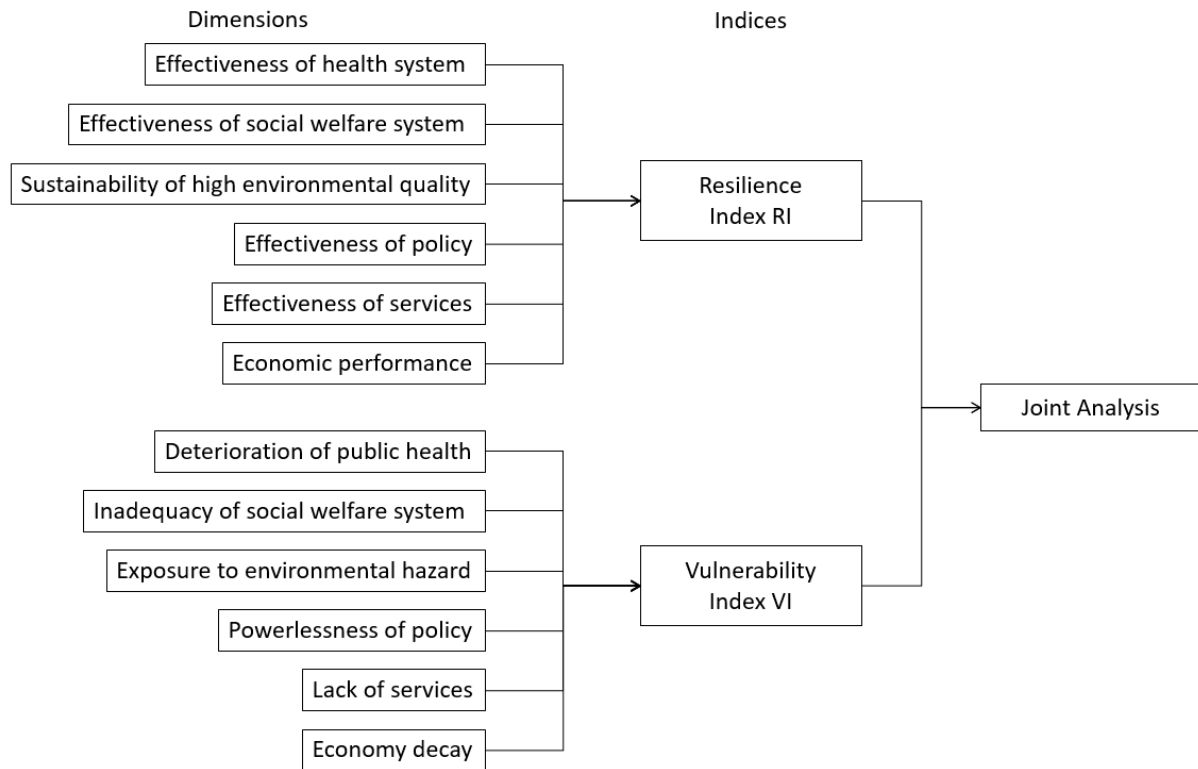 Dimensions
Indices
Effectiveness of health system
Effectiveness of social welfare system
Sustainability of high environmental quality
Effectiveness of policy
Effectiveness of services
Economic performance
Resilience
Index RI
Joint Analysis
Deterioration of public health
Inadequacy of social welfare system
Exposure to environmental hazard
Powerlessness of policy
Lack of services
Economy decay
Vulnerability
Index VI